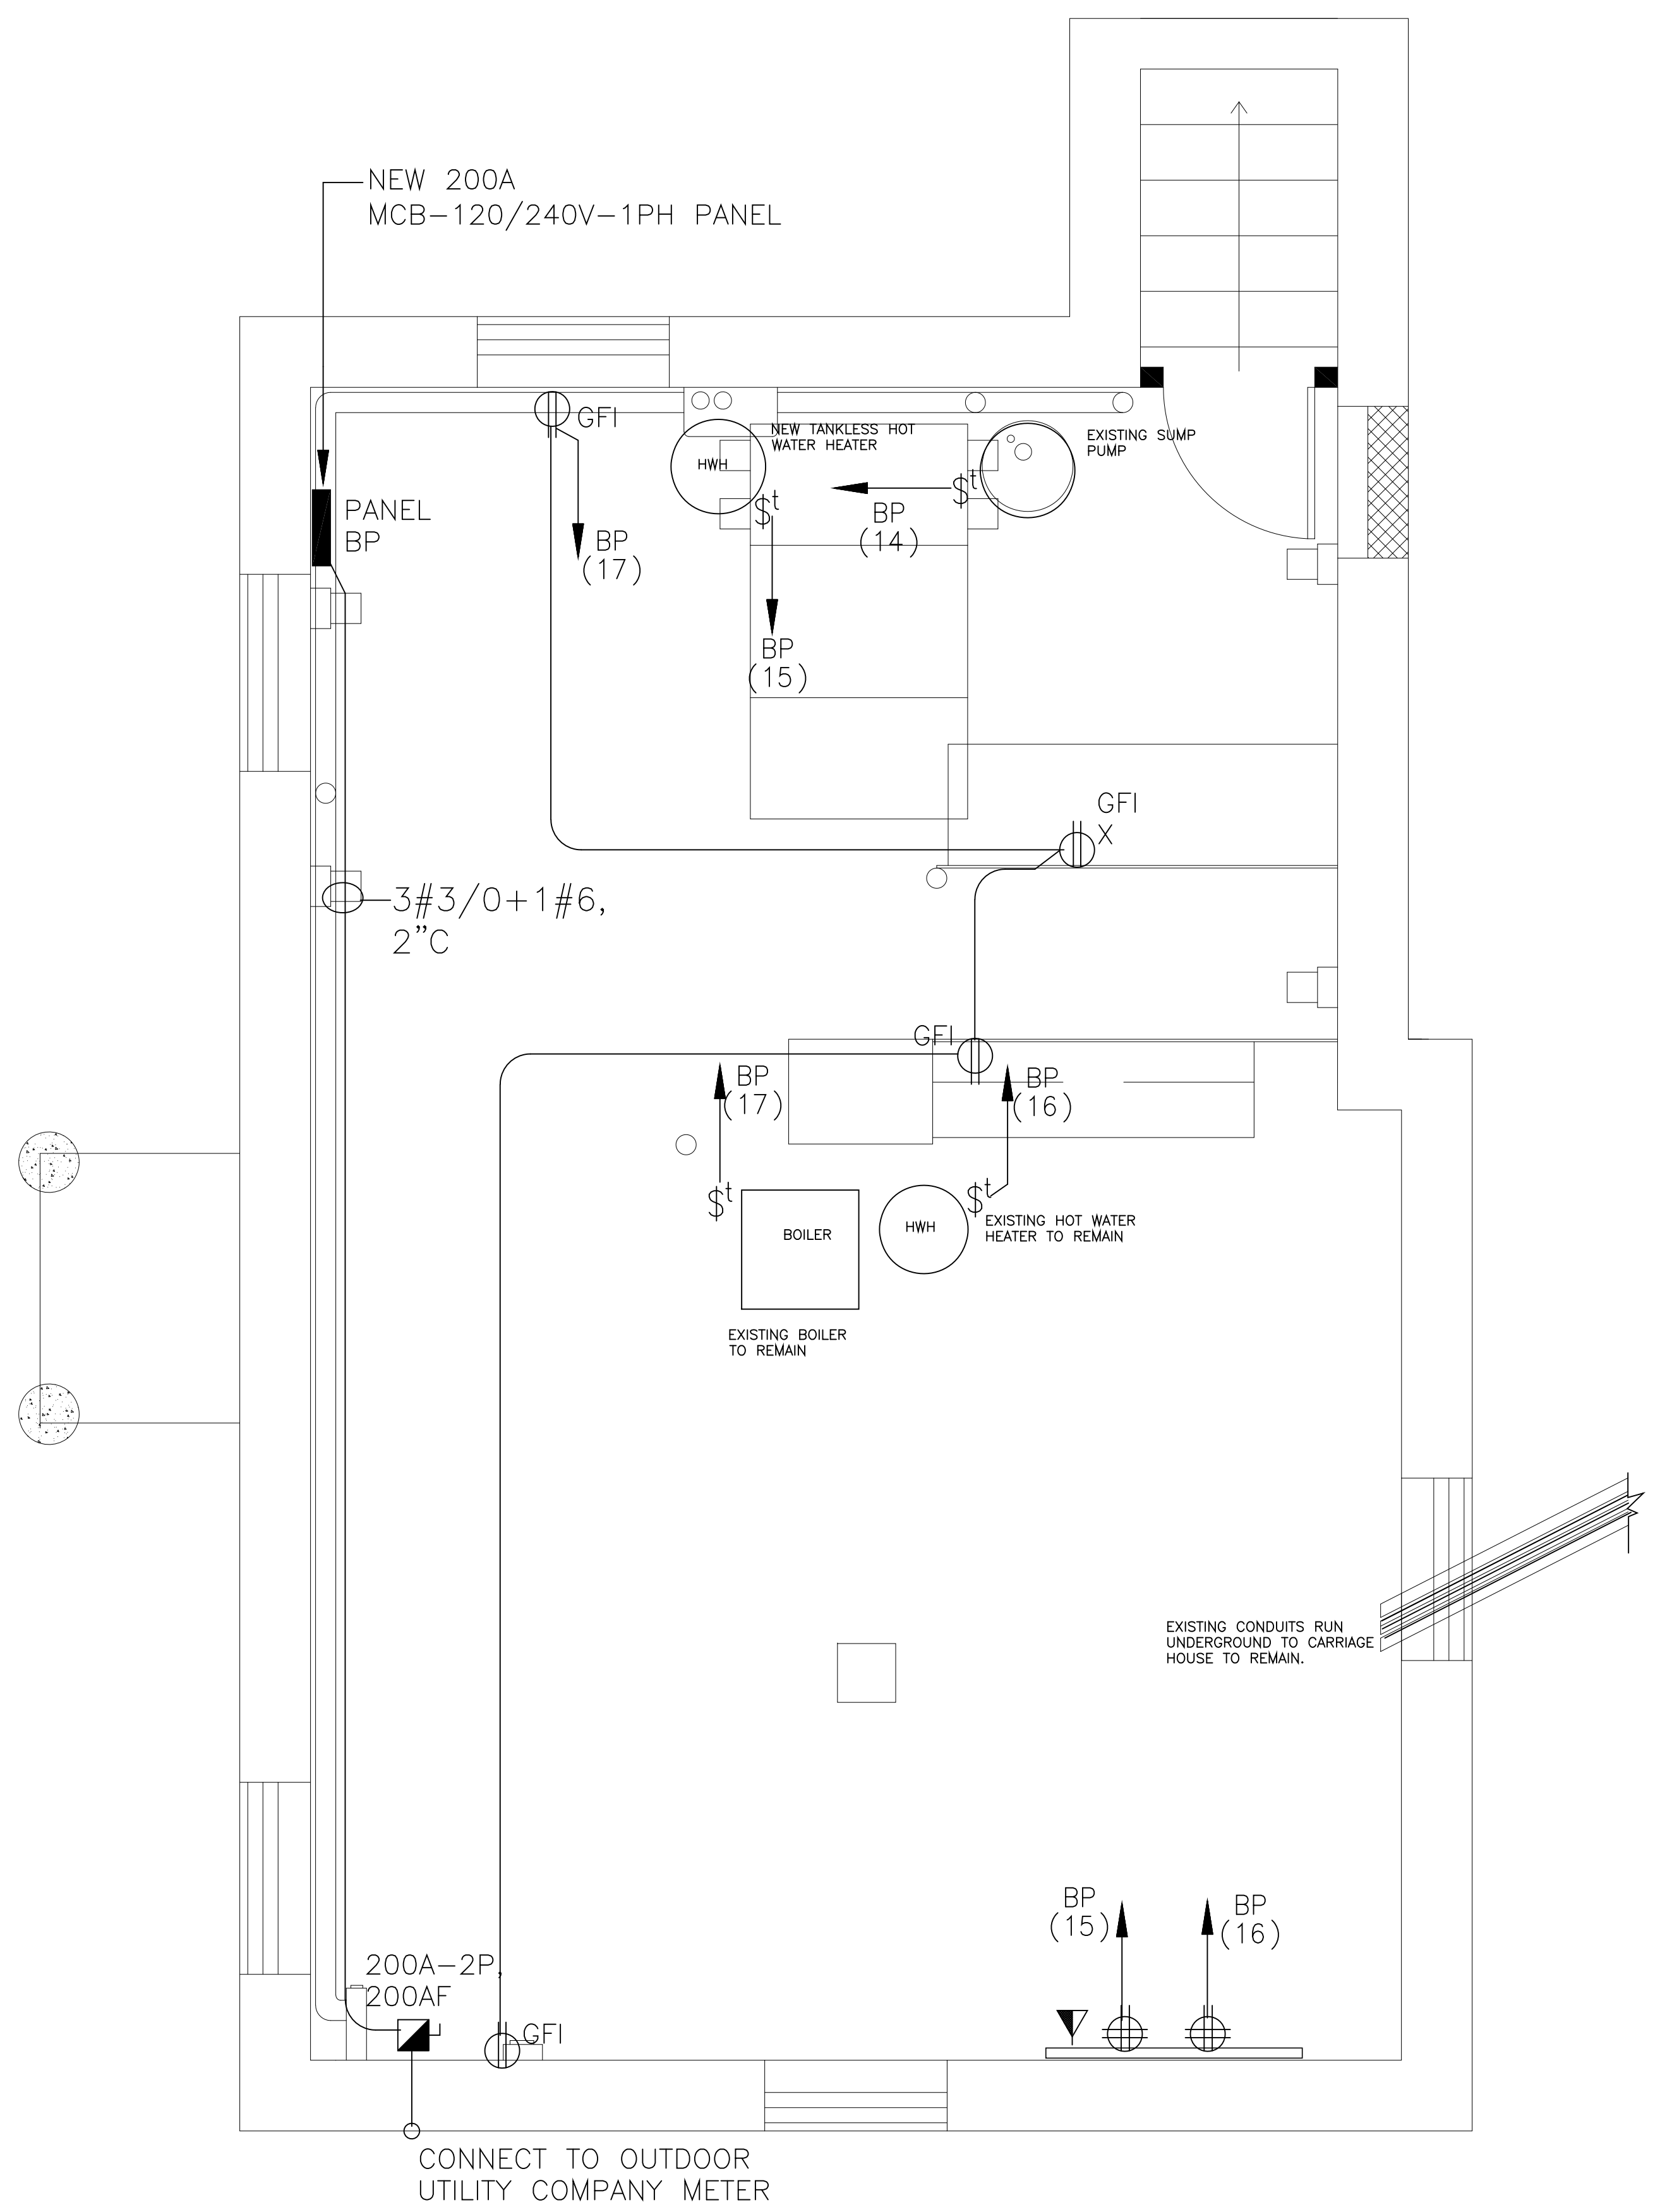 NEW 200A
MCB-120/240V-1PH PANEL
GFI
NEW TANKLESS HOT
WATER HEATER
HWH
EXISTING SUMP
PUMP
$t
$t
BP
(14)
PANEL
BP
BP
(17)
BP
(15)
GFI
X
3#3/0+1#6,
2"C
GFI
BP
(17)
BP
(16)
$t
$t
BOILER
HWH
EXISTING HOT WATER
HEATER TO REMAIN
EXISTING BOILER
TO REMAIN
EXISTING CONDUITS RUN
UNDERGROUND TO CARRIAGE
HOUSE TO REMAIN.
BP
(15)
BP
(16)
200A-2P,
200AF
GFI
CONNECT TO OUTDOOR
UTILITY COMPANY METER